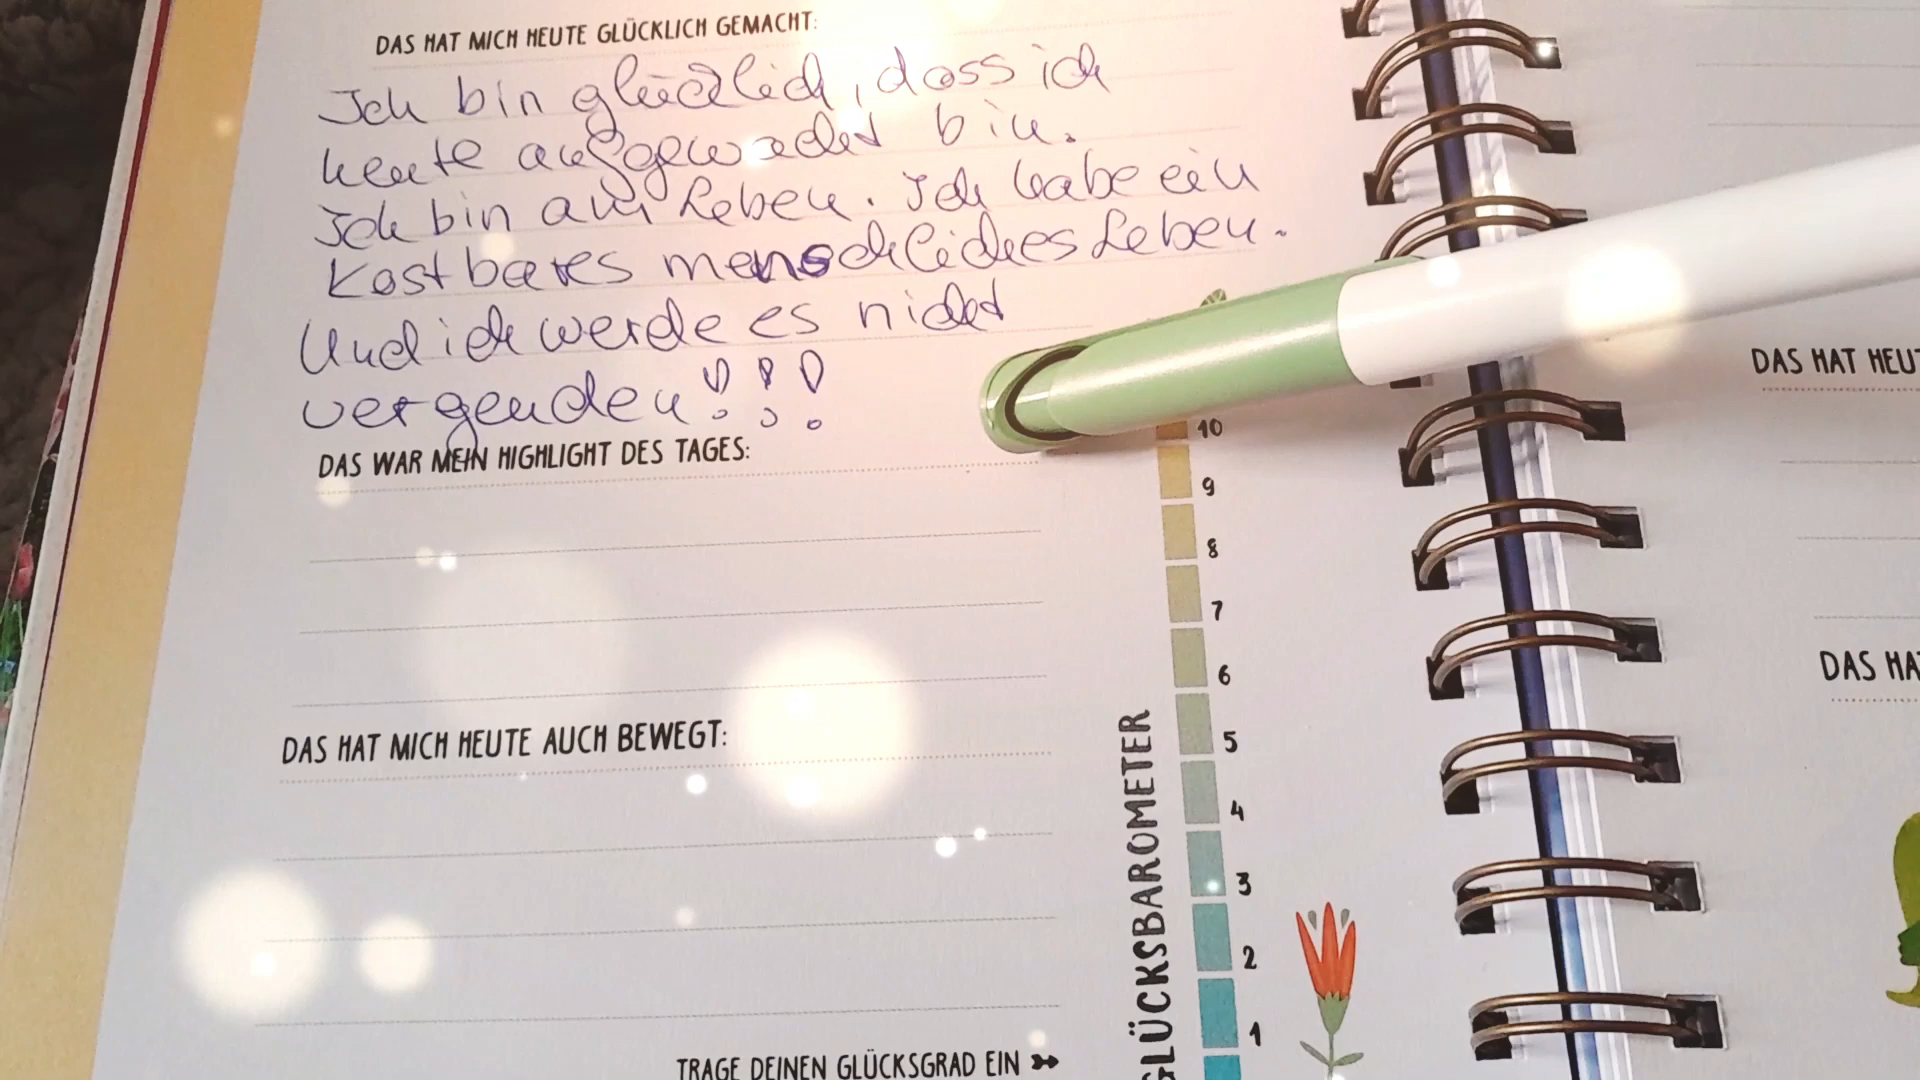 DAS HAT MICH HEUTE GLÜCKLICH GEMACHT:
Ich bin glücklich, dass ich
heute aufgewachet bin.
Ich bin am Leben. Ich habe ein
kostbares menschliches Leben.
Und ich werde es nicht
vergeuden!!!
DAS WAR MEIN HIGHLIGHT DES TAGES:
DAS HAT MICH HEUTE AUCH BEWEGT:
TRAGE DEINEN GLÜCKSGRAD EIN
GLÜCKSBAROMETER
10
9
8
7
6
5
4
3
2
1
DAS HAT HEUT
DAS HA